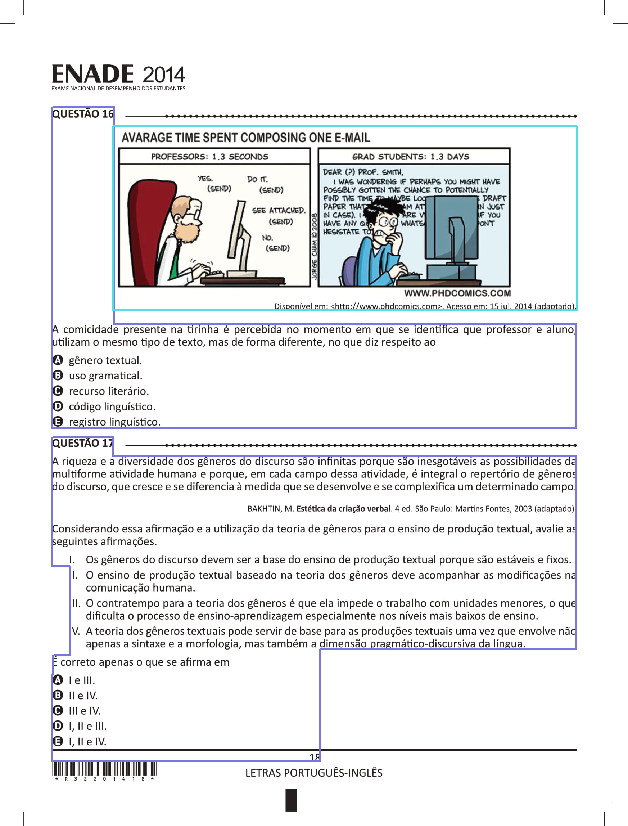 ENADE 2014
EXAME NACIONAL DE DESEMPENHO DOS ESTUDANTES
QUESTÃO 16
AVARAGE TIME SPENT COMPOSING ONE E-MAIL
PROFESSORS: 1.3 SECONDS
YES.
(SEND)
DO IT.
(SEND)
SEE ATTACHED.
(SEND)
NO.
(SEND)
JORGE CHAM © 2008
GRAD STUDENTS: 1.3 DAYS
DEAR (?) PROF. SMITH,
I WAS WONDERING IF PERHAPS YOU MIGHT HAVE
POSSIBLY GOTTEN THE CHANCE TO POTENTIALLY
FIND THE TIME TO MAYBE LOO DRAFT
PAPER THAT AM AT IN JUST
IN CASE). I ARE V IF YOU
HAVE ANY Q WHATS ON'T
HESISTATE TO
WWW.PHDCOMICS.COM
Disponível em: <http://www.phdcomics.com>. Acesso em: 15 jul. 2014 (adaptado).
A comicidade presente na tirinha é percebida no momento em que se identifica que professor e aluno,
utilizam o mesmo tipo de texto, mas de forma diferente, no que diz respeito ao
A gênero textual.
B uso gramatical.
C recurso literário.
D código linguístico.
E registro linguístico.
QUESTÃO 17
A riqueza e a diversidade dos gêneros do discurso são infinitas porque são inesgotáveis as possibilidades da
multiforme atividade humana e porque, em cada campo dessa atividade, é integral o repertório de gêneros
do discurso, que cresce e se diferencia à medida que se desenvolve e se complexifica um determinado campo.
BAKHTIN, M. Estética da criação verbal. 4 ed. São Paulo: Martins Fontes, 2003 (adaptado).
Considerando essa afirmação e a utilização da teoria de gêneros para o ensino de produção textual, avalie as
seguintes afirmações.
I. Os gêneros do discurso devem ser a base do ensino de produção textual porque são estáveis e fixos.
I. O ensino de produção textual baseado na teoria dos gêneros deve acompanhar as modificações na
comunicação humana.
II. O contratempo para a teoria dos gêneros é que ela impede o trabalho com unidades menores, o que
dificulta o processo de ensino-aprendizagem especialmente nos níveis mais baixos de ensino.
V. A teoria dos gêneros textuais pode servir de base para as produções textuais uma vez que envolve não
apenas a sintaxe e a morfologia, mas também a dimensão pragmático-discursiva da língua.
É correto apenas o que se afirma em
A I e III.
B II e IV.
C III e IV.
D I, II e III.
E I, II e IV.
18
*R3220141 8*
LETRAS PORTUGUÊS-INGLÊS